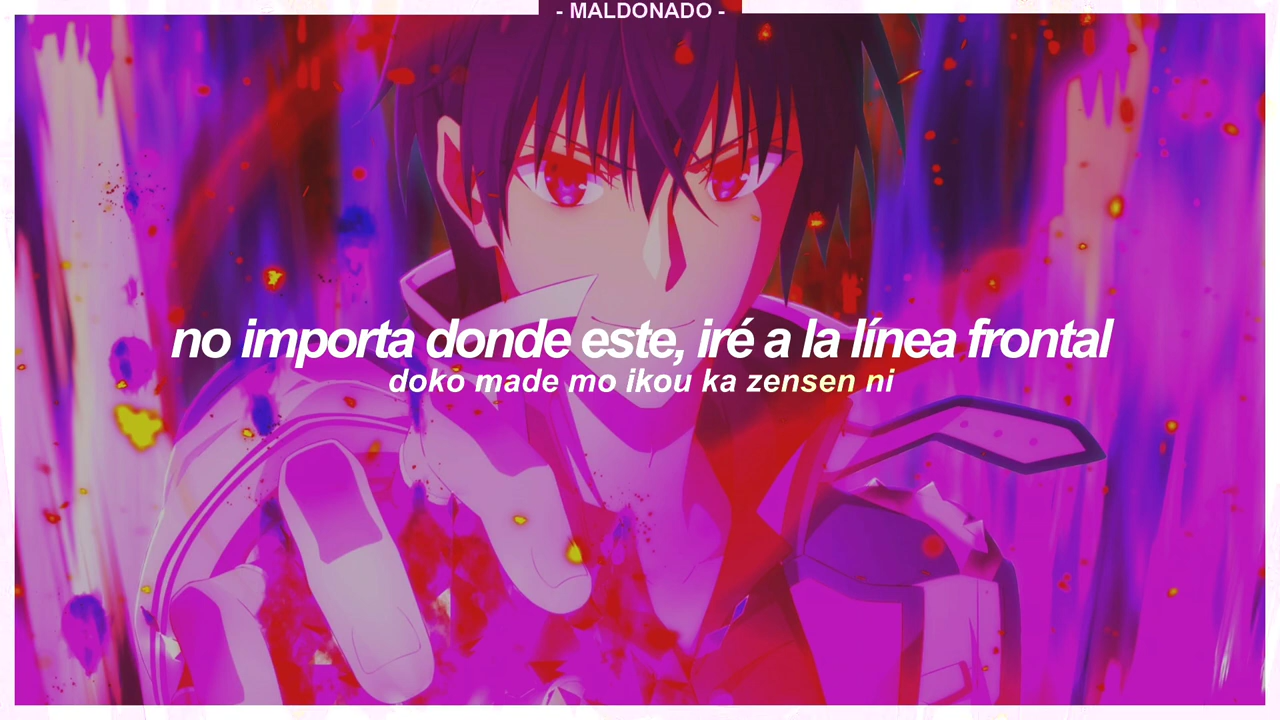 - MALDONADO -
no importa donde este, iré a la línea frontal
doko made mo ikou ka zensen ni